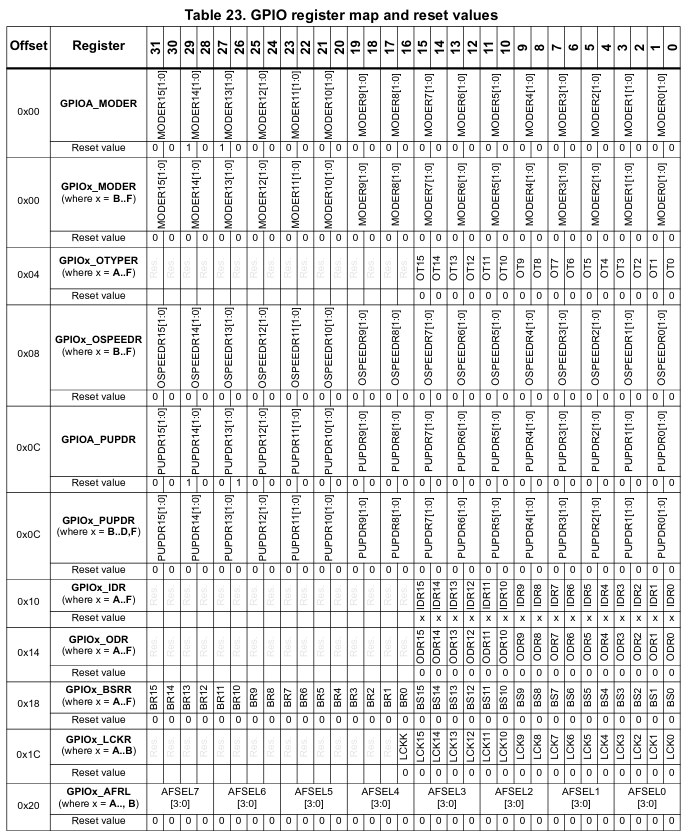 Table 23. GPIO register map and reset values
Offset Register 31 30 29 28 27 26 25 24 23 22 21 20 19 18 17 16 15 14 13 12 11 10 9 8 7 6 5 4 3 2 1 0
0x00 GPIOA_MODER MODER15[1:0] MODER14[1:0] MODER13[1:0] MODER12[1:0] MODER11[1:0] MODER10[1:0] MODER9[1:0] MODER8[1:0] MODER7[1:0] MODER6[1:0] MODER5[1:0] MODER4[1:0] MODER3[1:0] MODER2[1:0] MODER1[1:0] MODER0[1:0]
Reset value 0 0 1 0 1 0 0 0 0 0 0 0 0 0 0 0 0 0 0 0 0 0 0 0 0 0 0 0 0 0 0 0
0x00 GPIOx_MODER (where x = B..F) MODER15[1:0] MODER14[1:0] MODER13[1:0] MODER12[1:0] MODER11[1:0] MODER10[1:0] MODER9[1:0] MODER8[1:0] MODER7[1:0] MODER6[1:0] MODER5[1:0] MODER4[1:0] MODER3[1:0] MODER2[1:0] MODER1[1:0] MODER0[1:0]
Reset value 0 0 0 0 0 0 0 0 0 0 0 0 0 0 0 0 0 0 0 0 0 0 0 0 0 0 0 0 0 0 0 0
0x04 GPIOx_OTYPER (where x = A..F) Res. Res. Res. Res. Res. Res. Res. Res. Res. Res. Res. Res. Res. Res. Res. Res. OT15 OT14 OT13 OT12 OT11 OT10 OT9 OT8 OT7 OT6 OT5 OT4 OT3 OT2 OT1 OT0
Reset value 0 0 0 0 0 0 0 0 0 0 0 0 0 0 0 0
0x08 GPIOx_OSPEEDR (where x = B..F) OSPEEDR15[1:0] OSPEEDR14[1:0] OSPEEDR13[1:0] OSPEEDR12[1:0] OSPEEDR11[1:0] OSPEEDR10[1:0] OSPEEDR9[1:0] OSPEEDR8[1:0] OSPEEDR7[1:0] OSPEEDR6[1:0] OSPEEDR5[1:0] OSPEEDR4[1:0] OSPEEDR3[1:0] OSPEEDR2[1:0] OSPEEDR1[1:0] OSPEEDR0[1:0]
Reset value 0 0 0 0 0 0 0 0 0 0 0 0 0 0 0 0 0 0 0 0 0 0 0 0 0 0 0 0 0 0 0 0
0x0C GPIOA_PUPDR PUPDR15[1:0] PUPDR14[1:0] PUPDR13[1:0] PUPDR12[1:0] PUPDR11[1:0] PUPDR10[1:0] PUPDR9[1:0] PUPDR8[1:0] PUPDR7[1:0] PUPDR6[1:0] PUPDR5[1:0] PUPDR4[1:0] PUPDR3[1:0] PUPDR2[1:0] PUPDR1[1:0] PUPDR0[1:0]
Reset value 0 0 1 0 0 1 0 0 0 0 0 0 0 0 0 0 0 0 0 0 0 0 0 0 0 0 0 0 0 0 0 0
0x0C GPIOx_PUPDR (where x = B..D,F) PUPDR15[1:0] PUPDR14[1:0] PUPDR13[1:0] PUPDR12[1:0] PUPDR11[1:0] PUPDR10[1:0] PUPDR9[1:0] PUPDR8[1:0] PUPDR7[1:0] PUPDR6[1:0] PUPDR5[1:0] PUPDR4[1:0] PUPDR3[1:0] PUPDR2[1:0] PUPDR1[1:0] PUPDR0[1:0]
Reset value 0 0 0 0 0 0 0 0 0 0 0 0 0 0 0 0 0 0 0 0 0 0 0 0 0 0 0 0 0 0 0 0
0x10 GPIOx_IDR (where x = A..F) Res. Res. Res. Res. Res. Res. Res. Res. Res. Res. Res. Res. Res. Res. Res. Res. IDR15 IDR14 IDR13 IDR12 IDR11 IDR10 IDR9 IDR8 IDR7 IDR6 IDR5 IDR4 IDR3 IDR2 IDR1 IDR0
Reset value x x x x x x x x x x x x x x x x
0x14 GPIOx_ODR (where x = A..F) Res. Res. Res. Res. Res. Res. Res. Res. Res. Res. Res. Res. Res. Res. Res. Res. ODR15 ODR14 ODR13 ODR12 ODR11 ODR10 ODR9 ODR8 ODR7 ODR6 ODR5 ODR4 ODR3 ODR2 ODR1 ODR0
Reset value 0 0 0 0 0 0 0 0 0 0 0 0 0 0 0 0
0x18 GPIOx_BSRR (where x = A..F) BR15 BR14 BR13 BR12 BR11 BR10 BR9 BR8 BR7 BR6 BR5 BR4 BR3 BR2 BR1 BR0 BS15 BS14 BS13 BS12 BS11 BS10 BS9 BS8 BS7 BS6 BS5 BS4 BS3 BS2 BS1 BS0
Reset value 0 0 0 0 0 0 0 0 0 0 0 0 0 0 0 0 0 0 0 0 0 0 0 0 0 0 0 0 0 0 0 0
0x1C GPIOx_LCKR (where x = A..B) Res. Res. Res. Res. Res. Res. Res. Res. Res. Res. Res. Res. Res. Res. Res. LCKK LCK15 LCK14 LCK13 LCK12 LCK11 LCK10 LCK9 LCK8 LCK7 LCK6 LCK5 LCK4 LCK3 LCK2 LCK1 LCK0
Reset value 0 0 0 0 0 0 0 0 0 0 0 0 0 0 0 0 0
0x20 GPIOx_AFRL (where x = A.., B) AFSEL7 [3:0] AFSEL6 [3:0] AFSEL5 [3:0] AFSEL4 [3:0] AFSEL3 [3:0] AFSEL2 [3:0] AFSEL1 [3:0] AFSEL0 [3:0]
Reset value 0 0 0 0 0 0 0 0 0 0 0 0 0 0 0 0 0 0 0 0 0 0 0 0 0 0 0 0 0 0 0 0